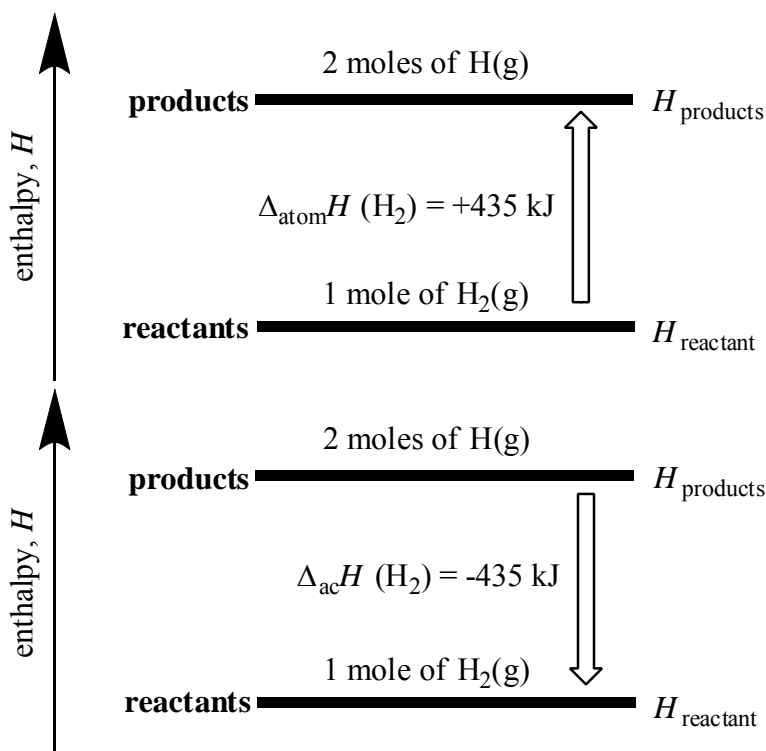 2 moles of H(g)
products
H products
enthalpy, H
ΔatomH (H2) = +435 kJ
1 mole of H2(g)
reactants
H reactant
2 moles of H(g)
products
H products
enthalpy, H
ΔacH (H2) = -435 kJ
1 mole of H2(g)
reactants
H reactant